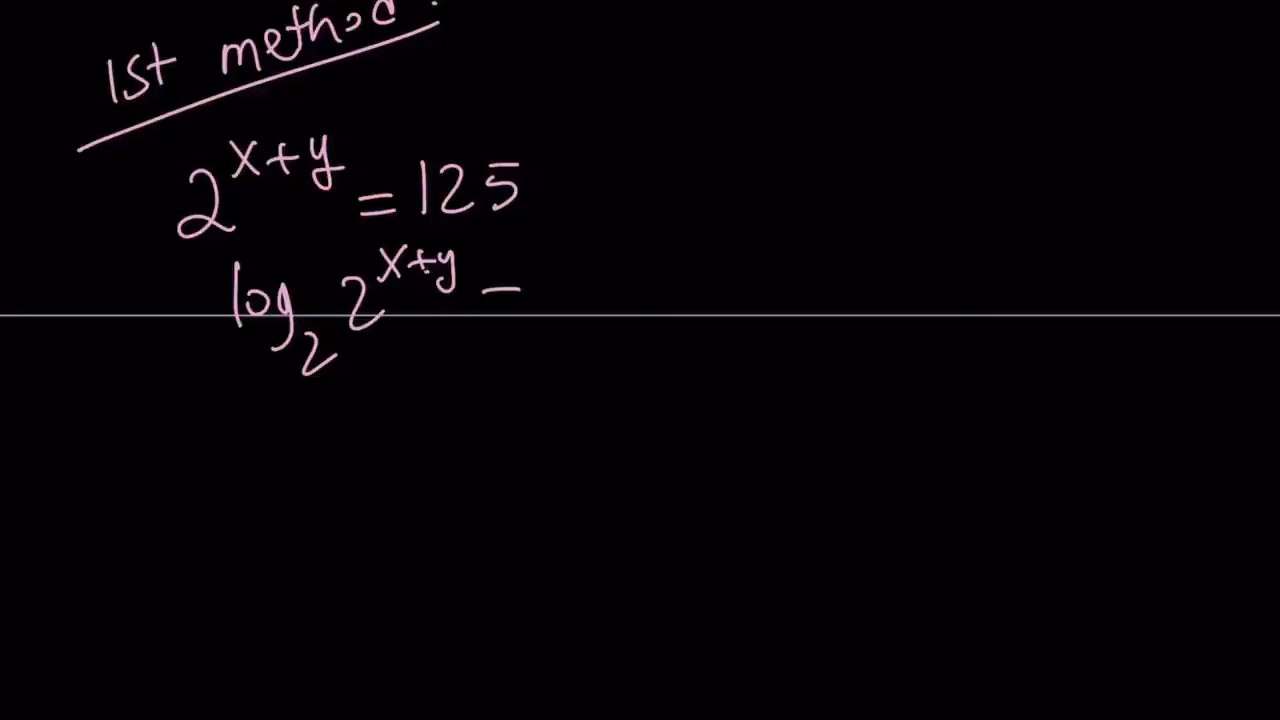 1st method:
2^{x+y} = 125
log_2 2^{x+y} –